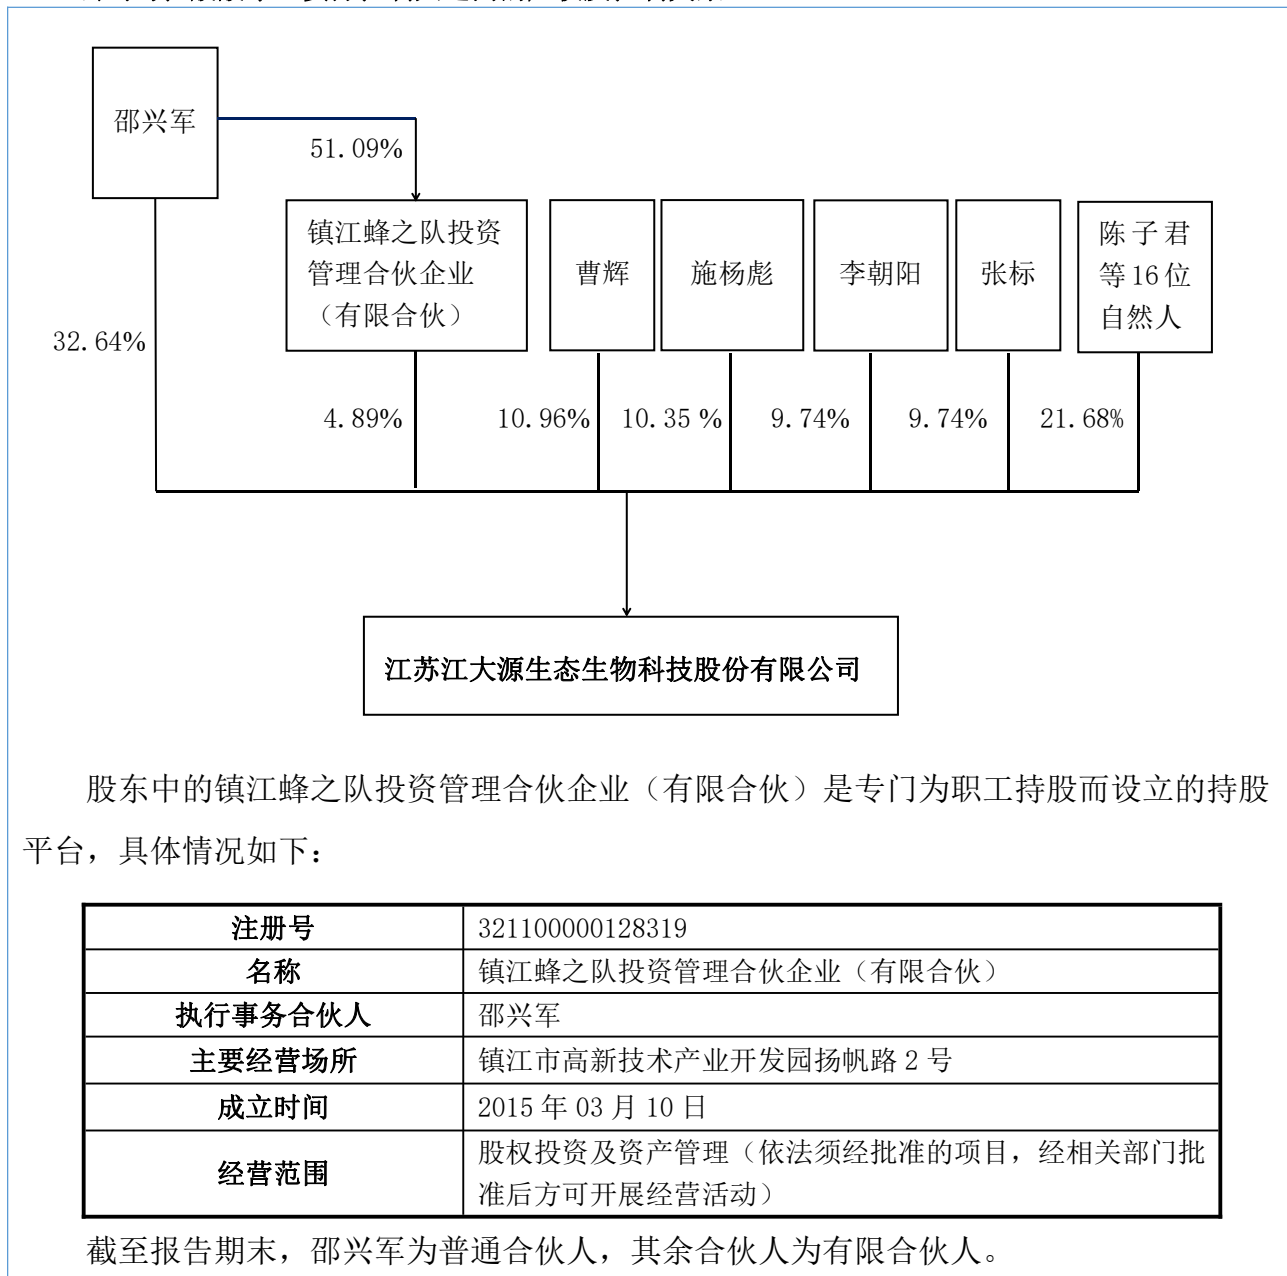 邵兴军
51.09%
镇江蜂之队投资
管理合伙企业
（有限合伙）
曹辉
施杨彪
李朝阳
张标
陈子君
等16位
自然人
32.64%
4.89%
10.96%
10.35 %
9.74%
9.74%
21.68%
江苏江大源生态生物科技股份有限公司
股东中的镇江蜂之队投资管理合伙企业（有限合伙）是专门为职工持股而设立的持股
平台，具体情况如下：
注册号 321100000128319
名称 镇江蜂之队投资管理合伙企业（有限合伙）
执行事务合伙人 邵兴军
主要经营场所 镇江市高新技术产业开发园扬帆路 2 号
成立时间 2015 年 03 月 10 日
经营范围 股权投资及资产管理（依法须经批准的项目，经相关部门批
准后方可开展经营活动）
截至报告期末，邵兴军为普通合伙人，其余合伙人为有限合伙人。